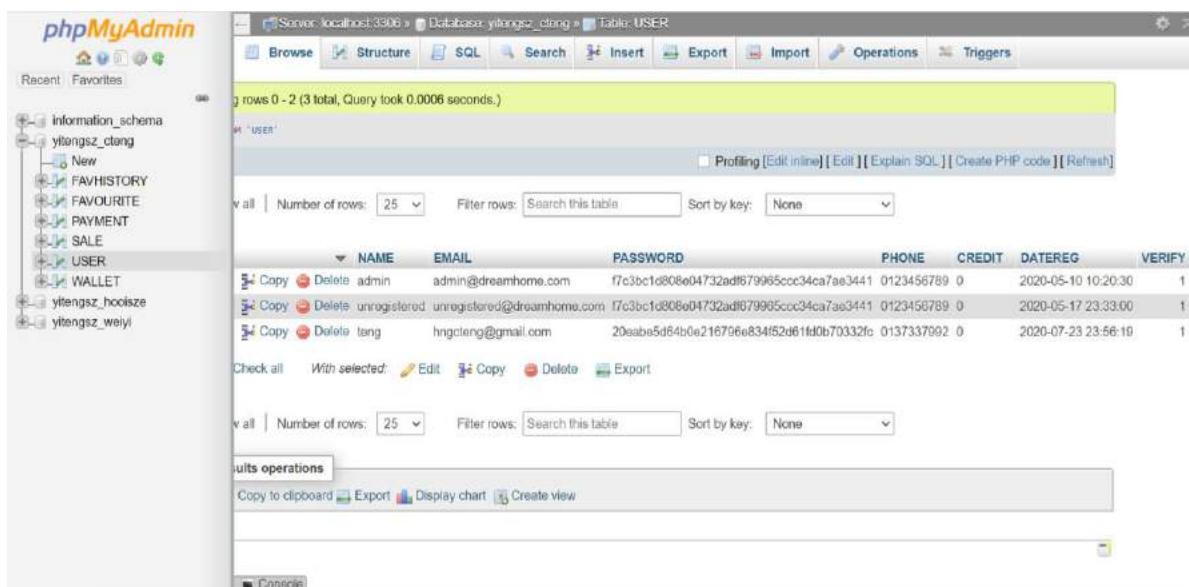 phpMyAdmin
Recent Favorites
information_schema
yitengsz_cteng
New
FAVHISTORY
FAVOURITE
PAYMENT
SALE
USER
WALLET
yitengsz_hooisze
yitengsz_weiyi
Server: localhost:3306 » Database: yitengsz_cteng » Table: USER
Browse Structure SQL Search Insert Export Import Operations Triggers
g rows 0 - 2 (3 total, Query took 0.0006 seconds.)
`USER`
Profiling [Edit inline] [ Edit ] [ Explain SQL ] [ Create PHP code ] [ Refresh]
w all Number of rows: 25 Filter rows: Search this table Sort by key: None
NAME EMAIL PASSWORD PHONE CREDIT DATEREG VERIFY
Copy Delete admin admin@dreamhome.com f7c3bc1d808e04732adf679965ccc34ca7ae3441 0123456789 0 2020-05-10 10:20:30 1
Copy Delete unregistered unregistered@dreamhome.com f7c3bc1d808e04732adf679965ccc34ca7ae3441 0123456789 0 2020-05-17 23:33:00 1
Copy Delete teng hngcteng@gmail.com 20eabe5d64b0e216796e834f52d61fd0b70332fc 0137337992 0 2020-07-23 23:56:19 1
Check all With selected: Edit Copy Delete Export
w all Number of rows: 25 Filter rows: Search this table Sort by key: None
sults operations
Copy to clipboard Export Display chart Create view
Console